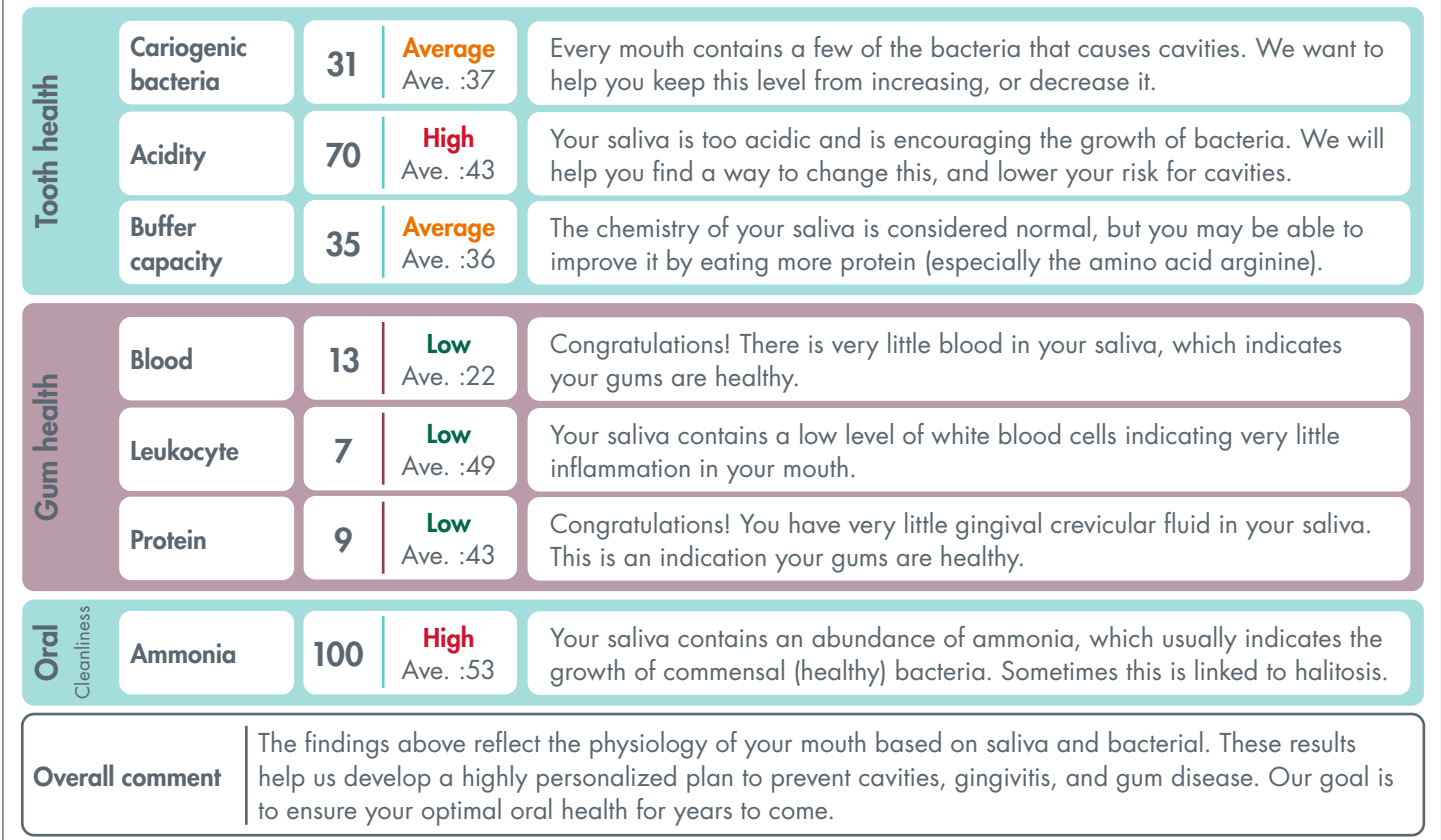 Tooth health
Cariogenic
bacteria
31
Average
Ave. :37
Every mouth contains a few of the bacteria that causes cavities. We want to
help you keep this level from increasing, or decrease it.
Acidity
70
High
Ave. :43
Your saliva is too acidic and is encouraging the growth of bacteria. We will
help you find a way to change this, and lower your risk for cavities.
Buffer
capacity
35
Average
Ave. :36
The chemistry of your saliva is considered normal, but you may be able to
improve it by eating more protein (especially the amino acid arginine).
Gum health
Blood
13
Low
Ave. :22
Congratulations! There is very little blood in your saliva, which indicates
your gums are healthy.
Leukocyte
7
Low
Ave. :49
Your saliva contains a low level of white blood cells indicating very little
inflammation in your mouth.
Protein
9
Low
Ave. :43
Congratulations! You have very little gingival crevicular fluid in your saliva.
This is an indication your gums are healthy.
Oral
Cleanliness
Ammonia
100
High
Ave. :53
Your saliva contains an abundance of ammonia, which usually indicates the
growth of commensal (healthy) bacteria. Sometimes this is linked to halitosis.
Overall comment
The findings above reflect the physiology of your mouth based on saliva and bacterial. These results
help us develop a highly personalized plan to prevent cavities, gingivitis, and gum disease. Our goal is
to ensure your optimal oral health for years to come.